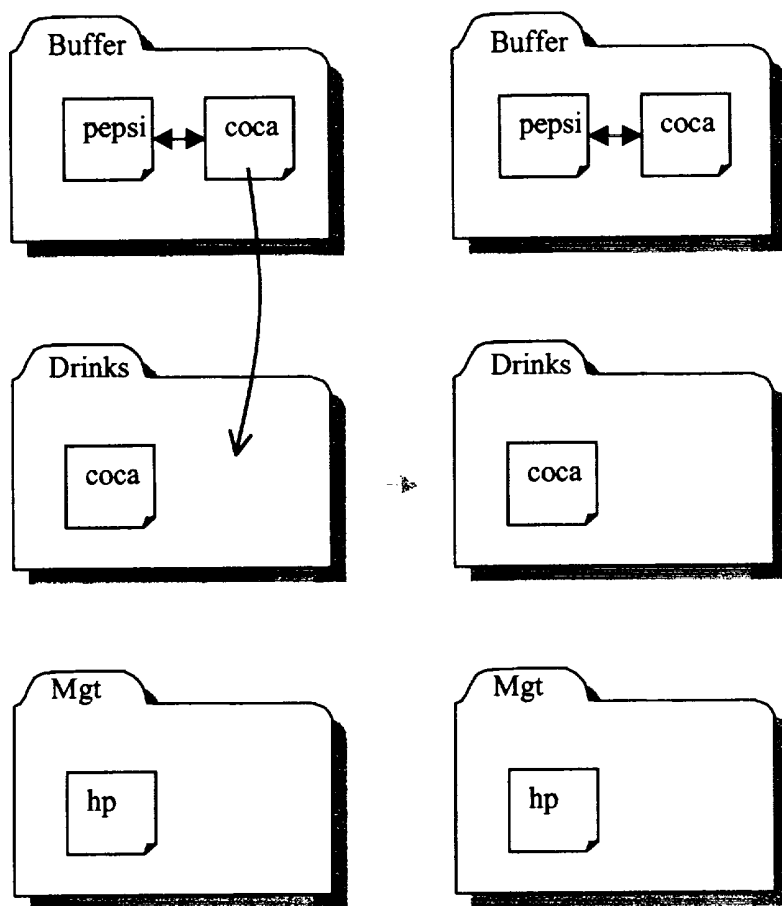 Buffer
pepsi coca
Buffer
pepsi coca
Drinks
coca
Drinks
coca
Mgt
hp
Mgt
hp